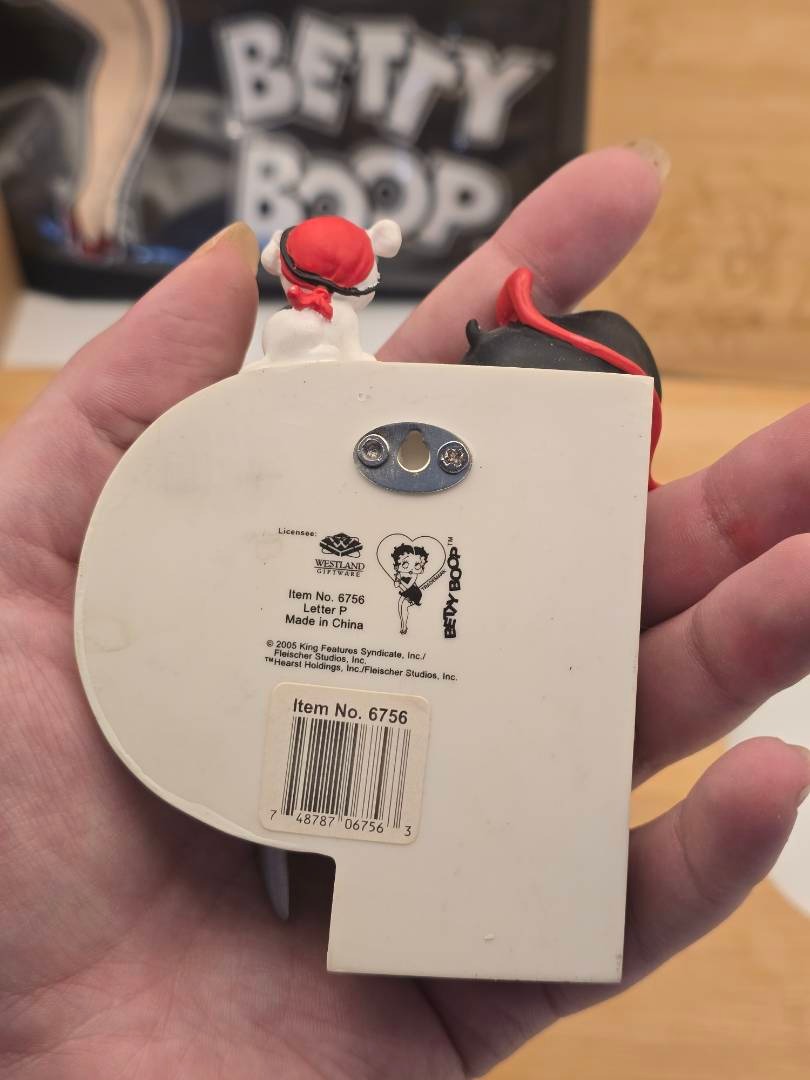 BETTY
BOOP
Licensee:
WESTLAND
GIFTWARE
Item No. 6756
Letter P
Made in China
BETTY BOOP™
© 2005 King Features Syndicate, Inc./
Fleischer Studios, Inc.
™Hearst Holdings, Inc./Fleischer Studios, Inc.
Item No. 6756
7 48787 06756 3